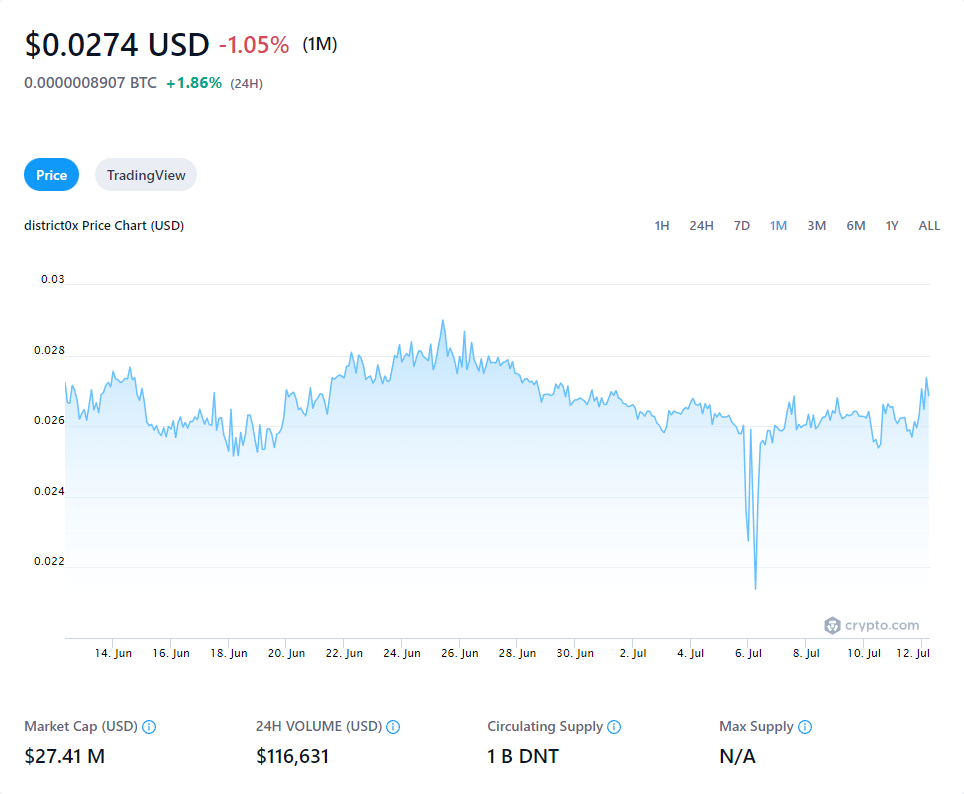 $0.0274 USD -1.05% (1M)
0.0000008907 BTC +1.86% (24H)
Price TradingView
district0x Price Chart (USD) 1H 24H 7D 1M 3M 6M 1Y ALL
0.03
0.028
0.026
0.024
0.022
crypto.com
14. Jun 16. Jun 18. Jun 20. Jun 22. Jun 24. Jun 26. Jun 28. Jun 30. Jun 2. Jul 4. Jul 6. Jul 8. Jul 10. Jul 12. Jul
Market Cap (USD) 24H VOLUME (USD) Circulating Supply Max Supply
$27.41 M $116,631 1 B DNT N/A